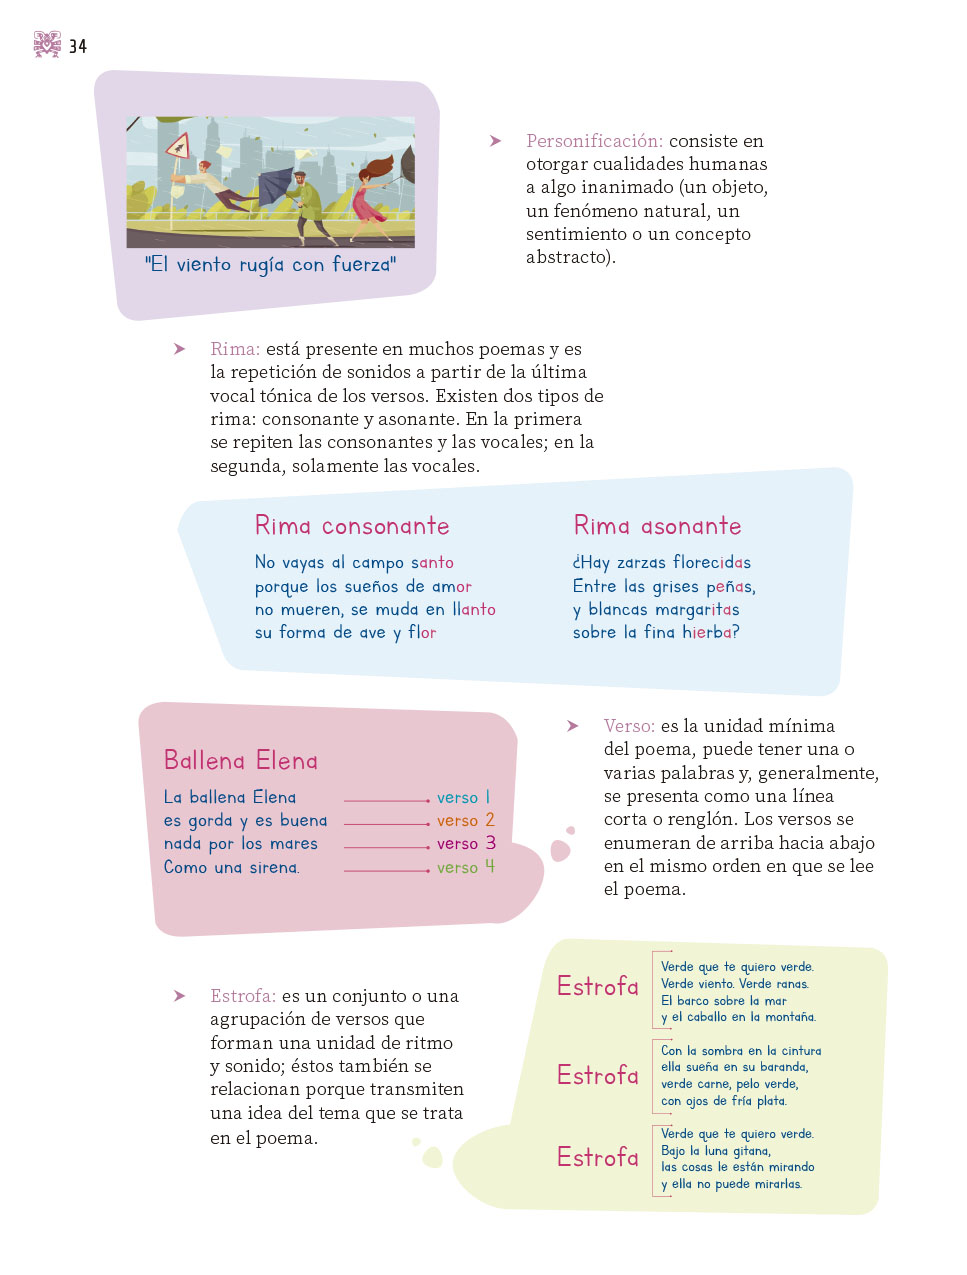 34
"El viento rugía con fuerza"
Personificación: consiste en
otorgar cualidades humanas
a algo inanimado (un objeto,
un fenómeno natural, un
sentimiento o un concepto
abstracto).
Rima: está presente en muchos poemas y es
la repetición de sonidos a partir de la última
vocal tónica de los versos. Existen dos tipos de
rima: consonante y asonante. En la primera
se repiten las consonantes y las vocales; en la
segunda, solamente las vocales.
Rima consonante
No vayas al campo santo
porque los sueños de amor
no mueren, se muda en llanto
su forma de ave y flor
Rima asonante
¿Hay zarzas florecidas
Entre las grises peñas,
y blancas margaritas
sobre la fina hierba?
Ballena Elena
La ballena Elena verso 1
es gorda y es buena verso 2
nada por los mares verso 3
Como una sirena. verso 4
Verso: es la unidad mínima
del poema, puede tener una o
varias palabras y, generalmente,
se presenta como una línea
corta o renglón. Los versos se
enumeran de arriba hacia abajo
en el mismo orden en que se lee
el poema.
Estrofa: es un conjunto o una
agrupación de versos que
forman una unidad de ritmo
y sonido; éstos también se
relacionan porque transmiten
una idea del tema que se trata
en el poema.
Estrofa
Verde que te quiero verde.
Verde viento. Verde ranas.
El barco sobre la mar
y el caballo en la montaña.
Estrofa
Con la sombra en la cintura
ella sueña en su baranda,
verde carne, pelo verde,
con ojos de fría plata.
Estrofa
Verde que te quiero verde.
Bajo la luna gitana,
las cosas le están mirando
y ella no puede mirarlas.